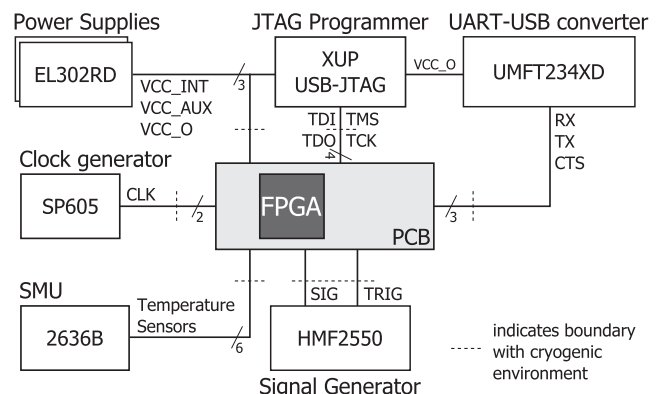 Power Supplies
JTAG Programmer
UART-USB converter
EL302RD
XUP
USB-JTAG
UMFT234XD
VCC_INT
VCC_AUX
VCC_O
3
VCC_O
TDI TMS
TDO TCK
4
RX
TX
CTS
Clock generator
SP605
CLK
2
FPGA
PCB
3
SMU
2636B
Temperature
Sensors
6
SIG
TRIG
HMF2550
Signal Generator
indicates boundary
with cryogenic
environment